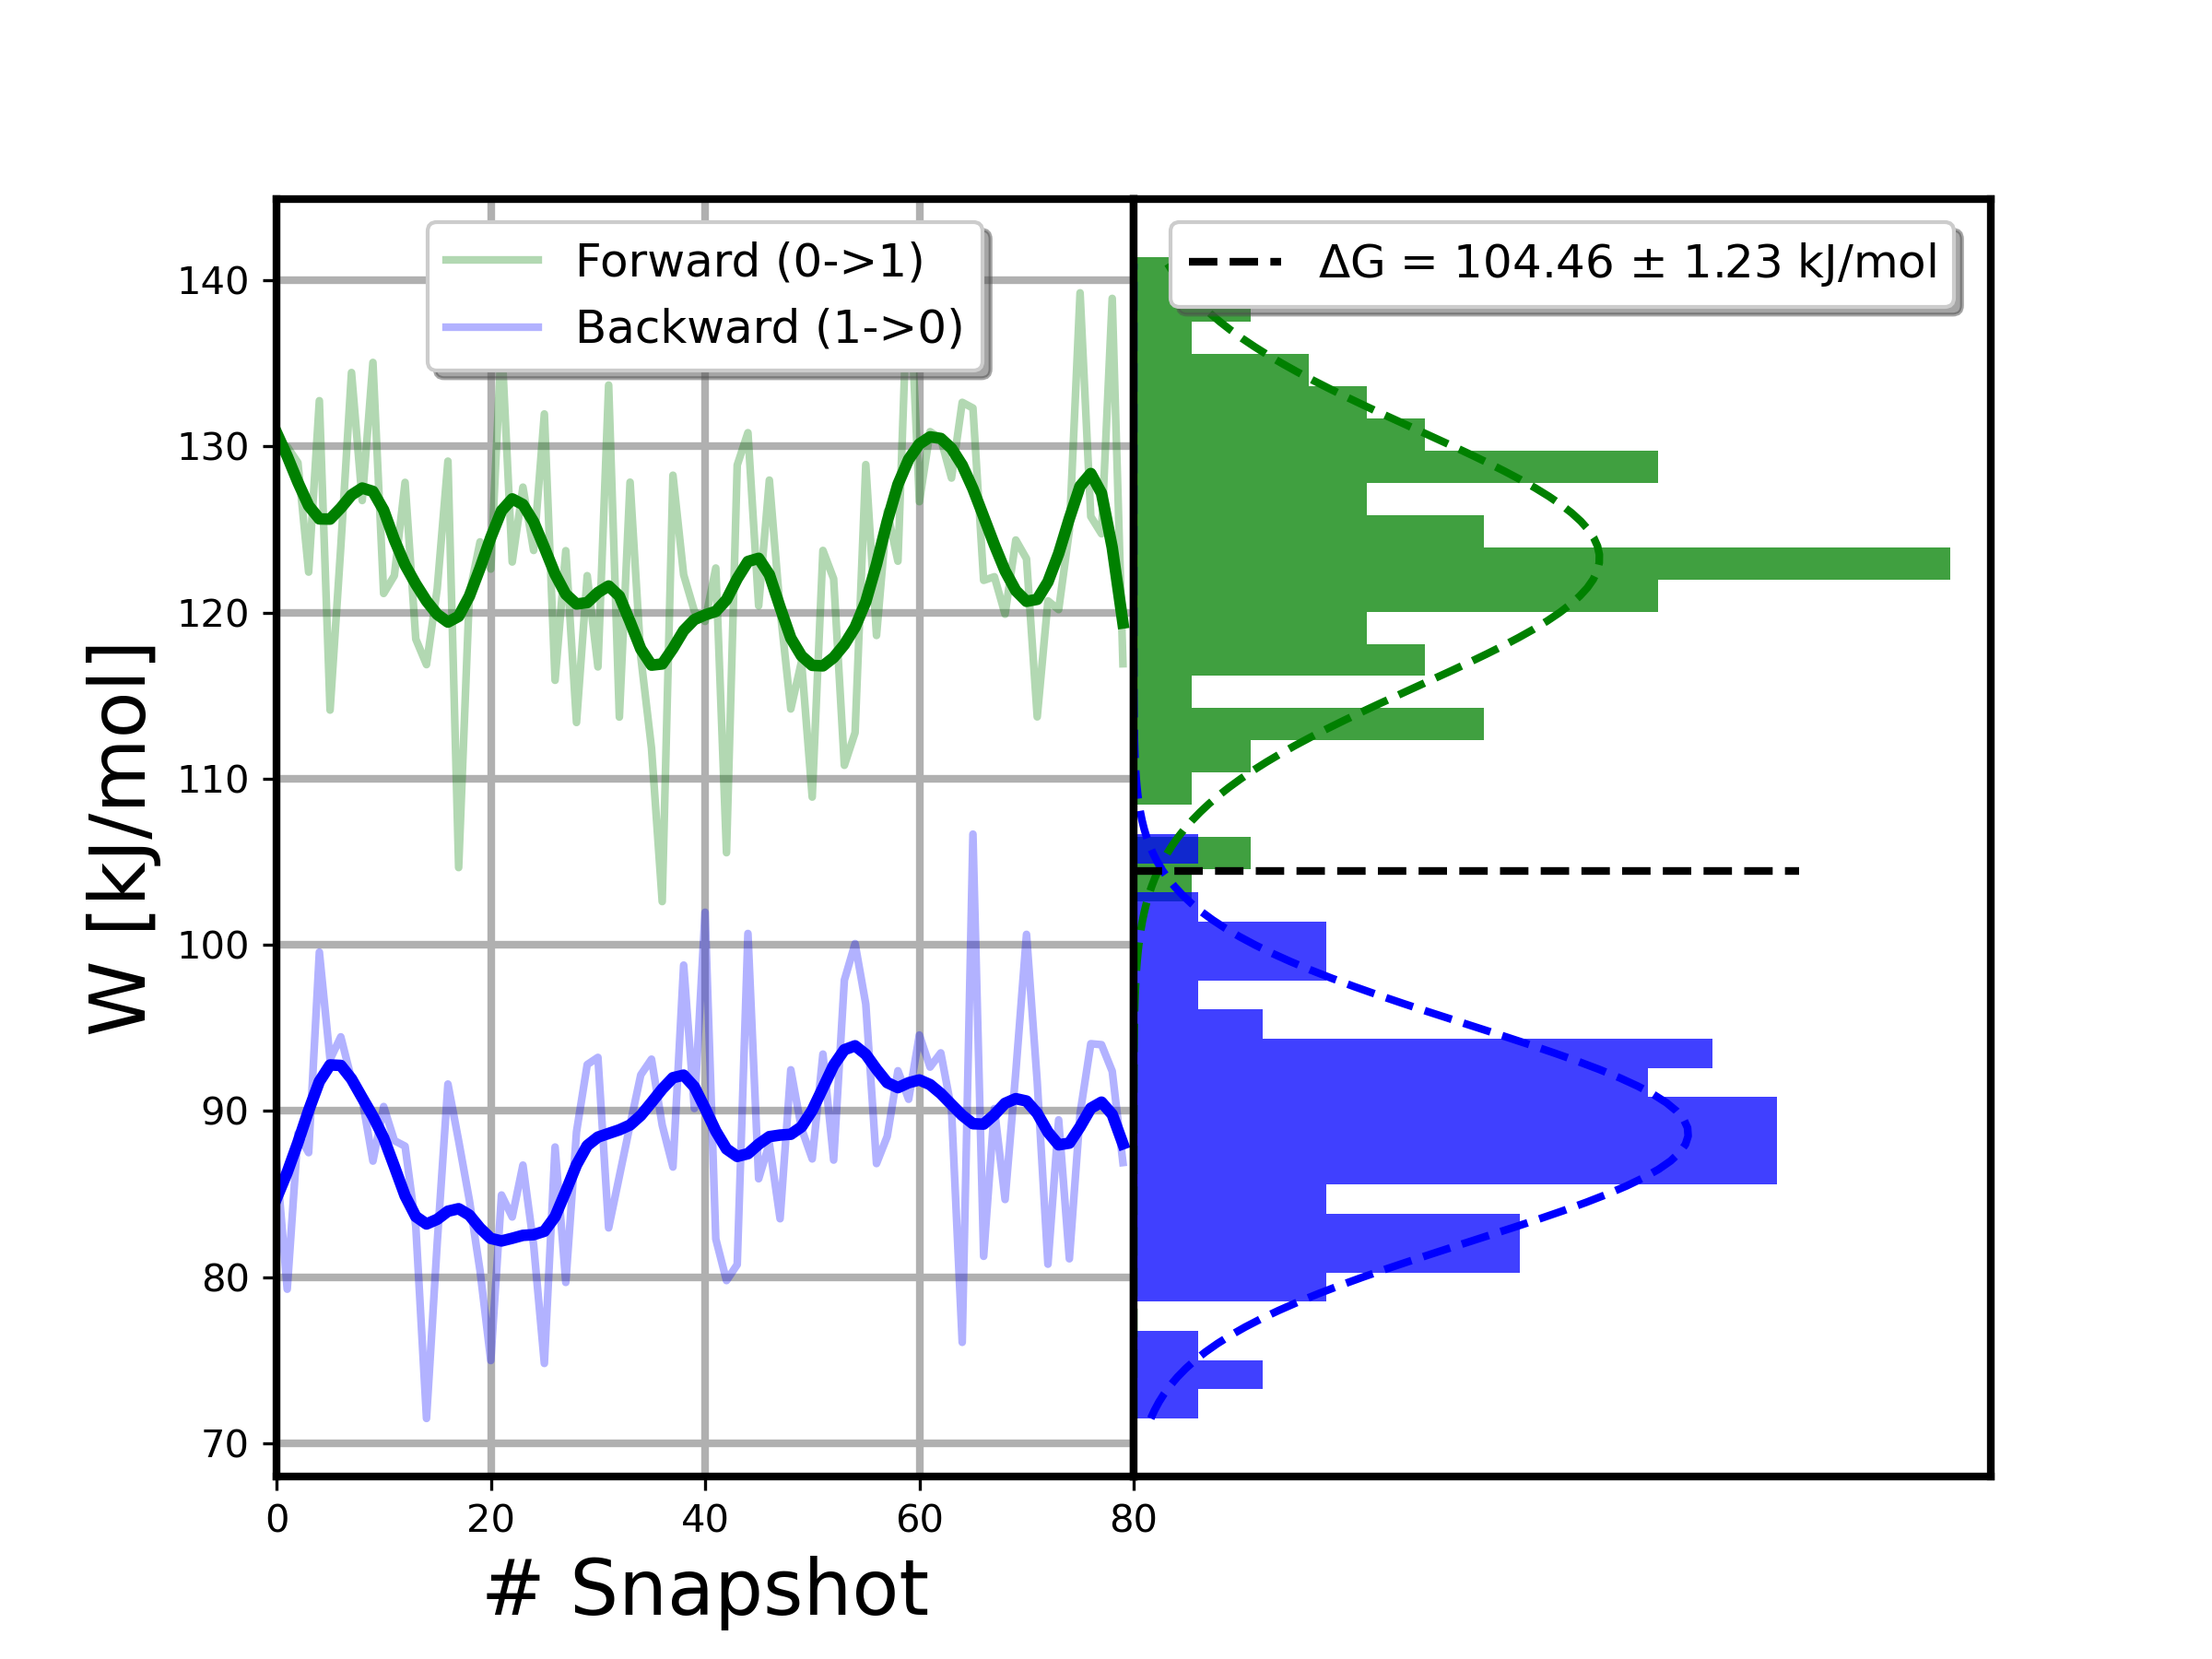 Forward (0->1)
Backward (1->0)
ΔG = 104.46 ± 1.23 kJ/mol
W [kJ/mol]
140
130
120
110
100
90
80
70
0 20 40 60 80
# Snapshot